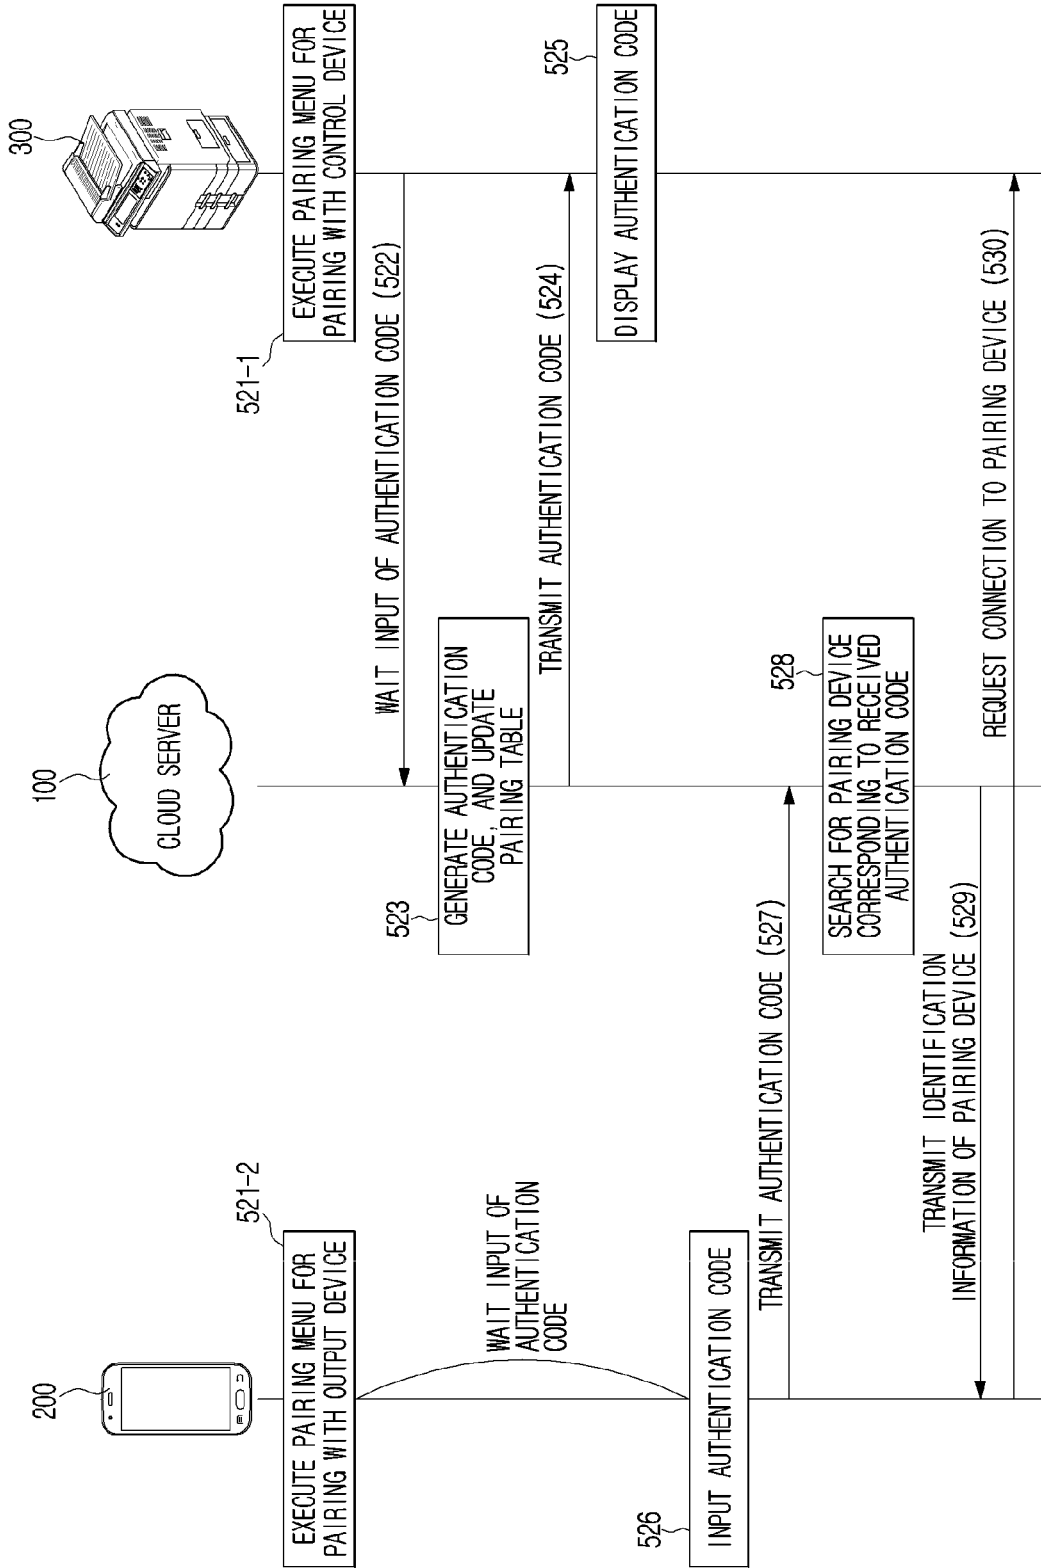 200
100
300
CLOUD SERVER
521-2
EXECUTE PAIRING MENU FOR
PAIRING WITH OUTPUT DEVICE
521-1
EXECUTE PAIRING MENU FOR
PAIRING WITH CONTROL DEVICE
WAIT INPUT OF AUTHENTICATION CODE (522)
WAIT INPUT OF
AUTHENTICATION
CODE
523
GENERATE AUTHENTICATION
CODE, AND UPDATE
PAIRING TABLE
TRANSMIT AUTHENTICATION CODE (524)
525
DISPLAY AUTHENTICATION CODE
526
INPUT AUTHENTICATION CODE
TRANSMIT AUTHENTICATION CODE (527)
528
SEARCH FOR PAIRING DEVICE
CORRESPONDING TO RECEIVED
AUTHENTICATION CODE
TRANSMIT IDENTIFICATION
INFORMATION OF PAIRING DEVICE (529)
REQUEST CONNECTION TO PAIRING DEVICE (530)